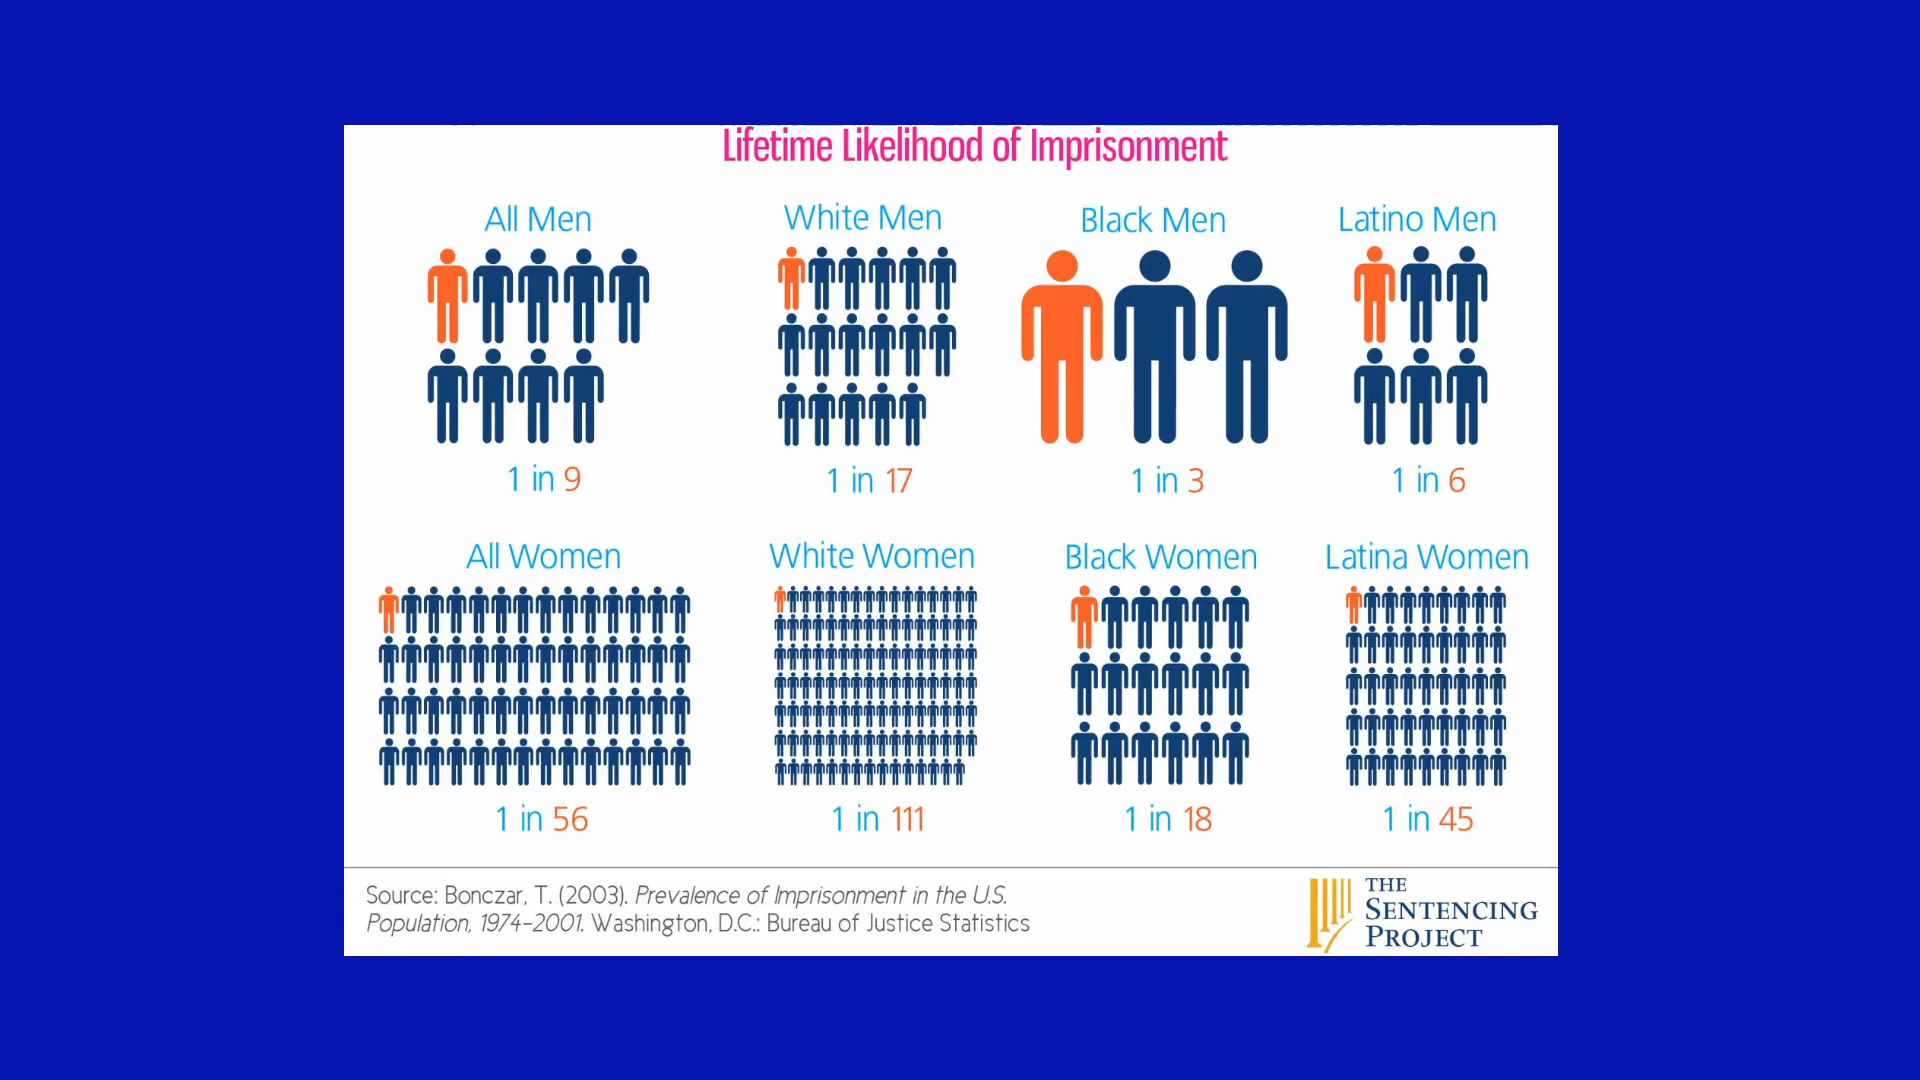 Lifetime Likelihood of Imprisonment
All Men
White Men
Black Men
Latino Men
1 in 9
1 in 17
1 in 3
1 in 6
All Women
White Women
Black Women
Latina Women
1 in 56
1 in 111
1 in 18
1 in 45
Source: Bonczar, T. (2003). Prevalence of Imprisonment in the U.S.
Population, 1974-2001. Washington, D.C.: Bureau of Justice Statistics
THE
SENTENCING
PROJECT